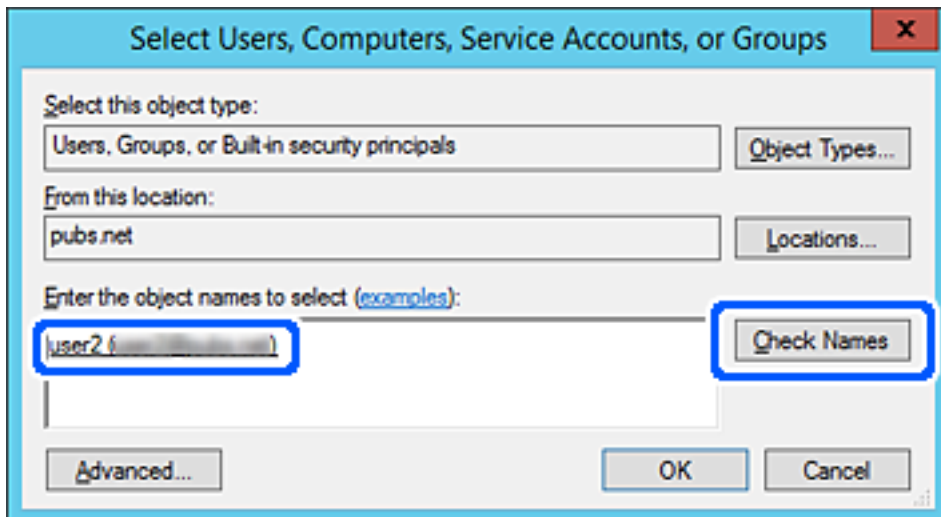 Select Users, Computers, Service Accounts, or Groups
x
Select this object type:
Users, Groups, or Built-in security principals
Object Types...
From this location:
pubs.net
Locations...
Enter the object names to select (examples):
user2 ( )
Check Names
Advanced...
OK
Cancel